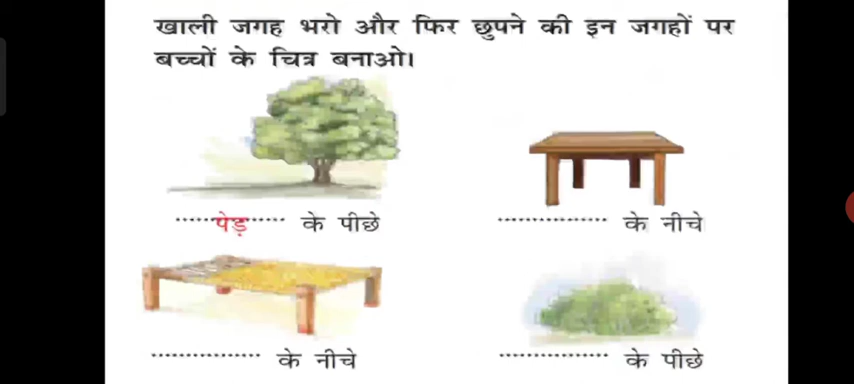 खाली जगह भरो और फिर छुपने की इन जगहों पर
बच्चों के चित्र बनाओ।
......पेड़...... के पीछे
.................. के नीचे
.................. के नीचे
.................. के पीछे